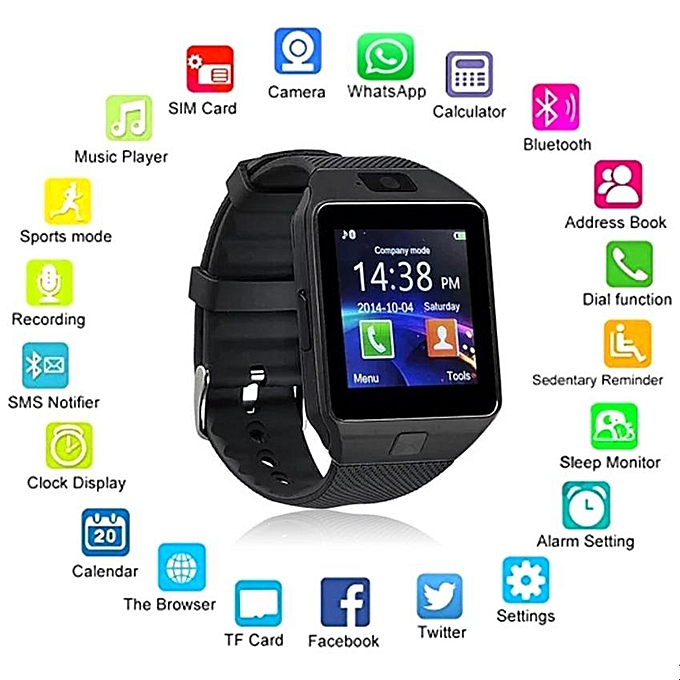 Camera
WhatsApp
SIM Card
Calculator
Bluetooth
Music Player
Address Book
Sports mode
Company mode
14:38 PM
2014-10-04 Saturday
Menu
Tools
Dial function
Recording
Sedentary Reminder
SMS Notifier
Sleep Monitor
Clock Display
Alarm Setting
20
Calendar
The Browser
Settings
TF Card
Facebook
Twitter